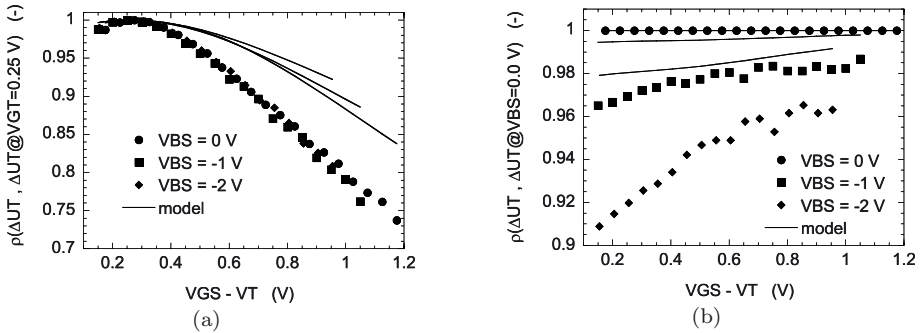 ρ(ΔUT , ΔUT@VGT=0.25 V) (-)
1
0.95
0.9
0.85
0.8
0.75
0.7
VBS = 0 V
VBS = -1 V
VBS = -2 V
model
0.2 0.4 0.6 0.8 1 1.2
VGS - VT (V)
(a)
ρ(ΔUT , ΔUT@VBS=0.0 V) (-)
1
0.98
0.96
0.94
0.92
0.9
VBS = 0 V
VBS = -1 V
VBS = -2 V
model
0.2 0.4 0.6 0.8 1 1.2
VGS - VT (V)
(b)